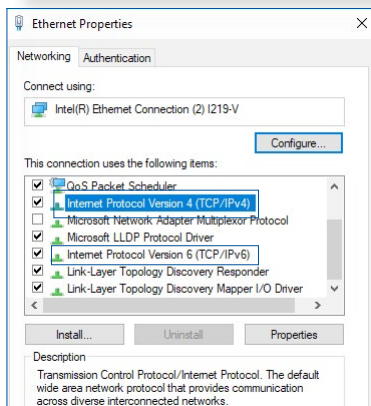 Ethernet Properties
Networking Authentication
Connect using:
Intel(R) Ethernet Connection (2) I219-V
Configure...
This connection uses the following items:
QoS Packet Scheduler
Internet Protocol Version 4 (TCP/IPv4)
Microsoft Network Adapter Multiplexor Protocol
Microsoft LLDP Protocol Driver
Internet Protocol Version 6 (TCP/IPv6)
Link-Layer Topology Discovery Responder
Link-Layer Topology Discovery Mapper I/O Driver
Install... Uninstall Properties
Description
Transmission Control Protocol/Internet Protocol. The default
wide area network protocol that provides communication
across diverse interconnected networks.